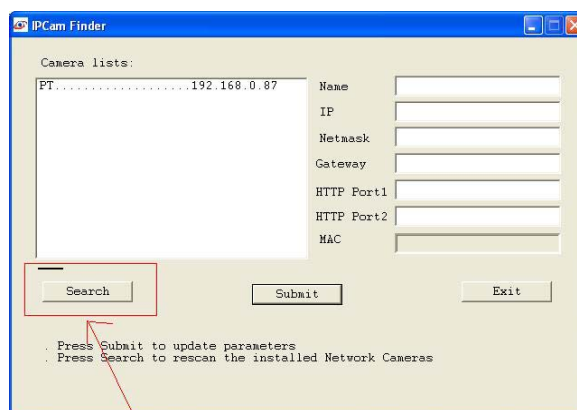 IPCam Finder
Camera lists:
PT...................192.168.0.87
Name
IP
Netmask
Gateway
HTTP Port1
HTTP Port2
MAC
Search
Submit
Exit
. Press Submit to update parameters
. Press Search to rescan the installed Network Cameras